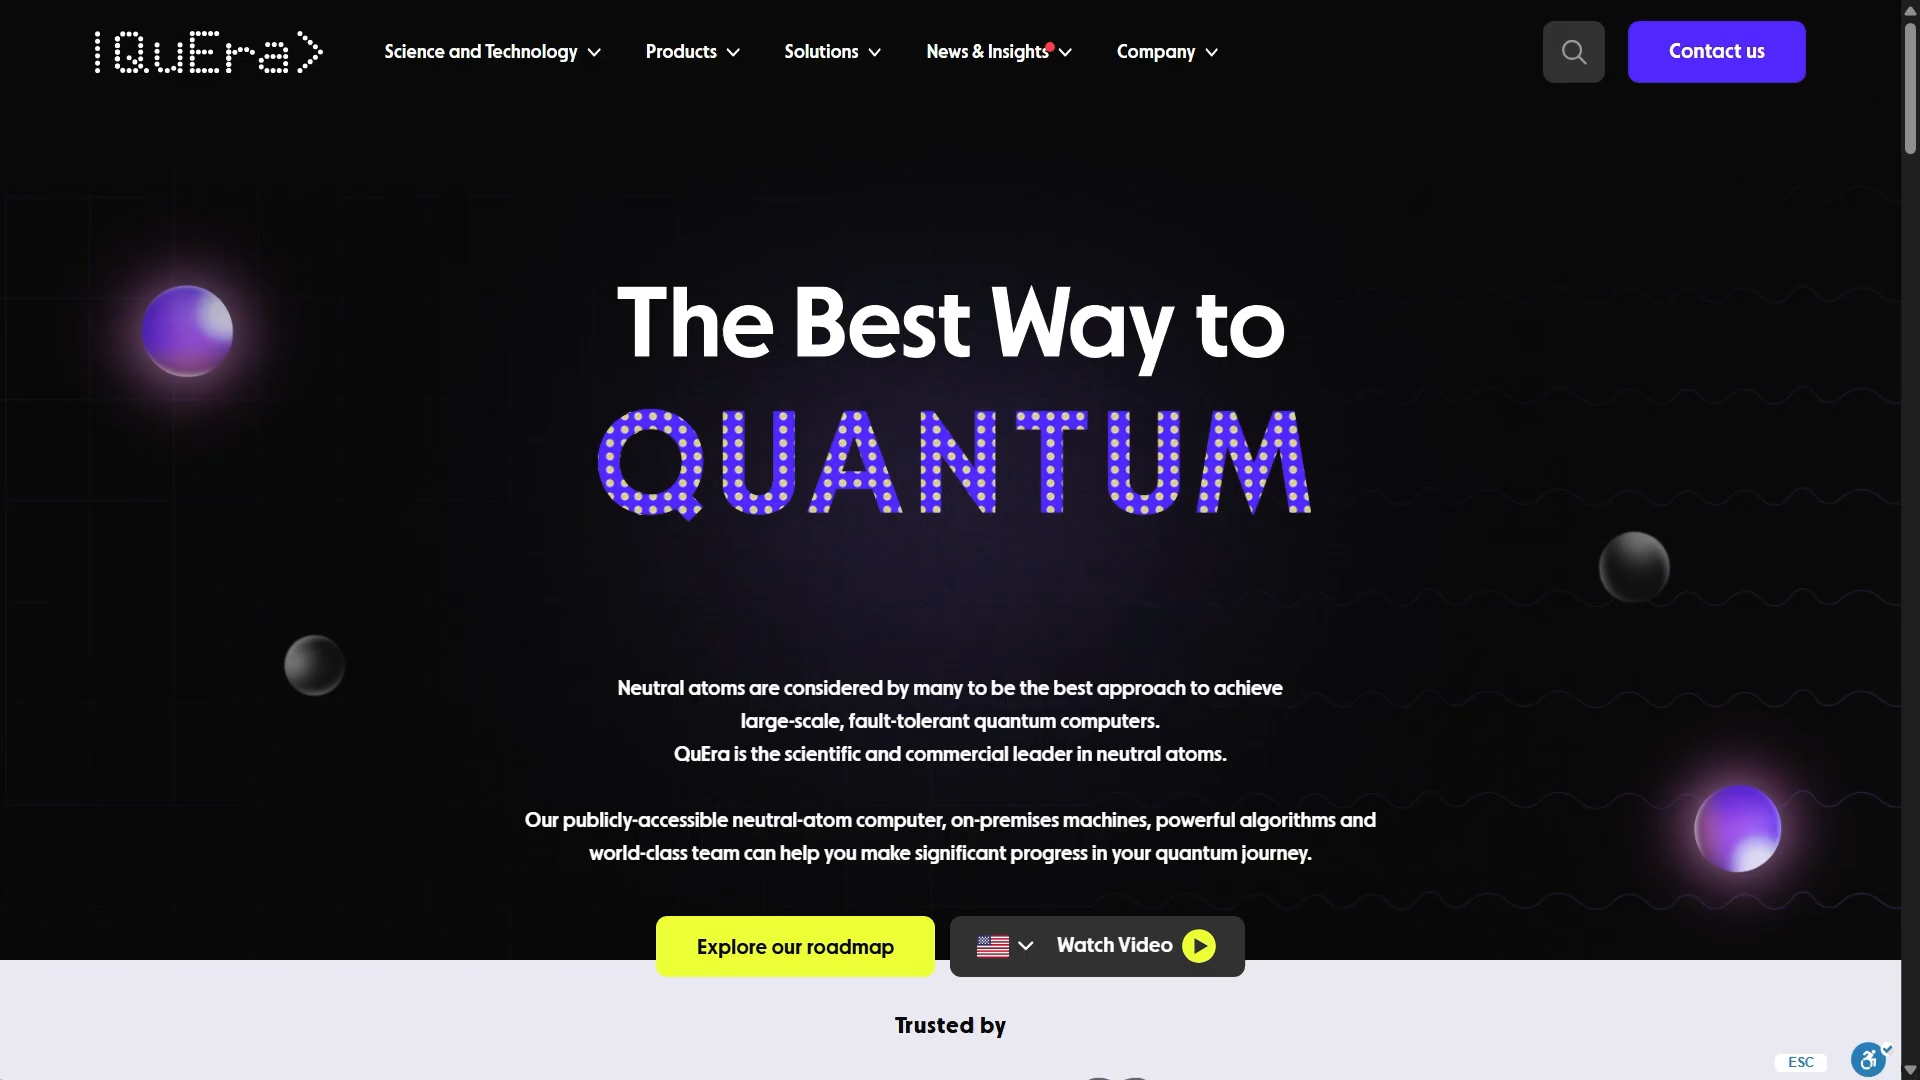 |QuEra>
Science and Technology
Products
Solutions
News & Insights
Company
Contact us
The Best Way to
QUANTUM
Neutral atoms are considered by many to be the best approach to achieve
large-scale, fault-tolerant quantum computers.
QuEra is the scientific and commercial leader in neutral atoms.
Our publicly-accessible neutral-atom computer, on-premises machines, powerful algorithms and
world-class team can help you make significant progress in your quantum journey.
Explore our roadmap
Watch Video
Trusted by
ESC